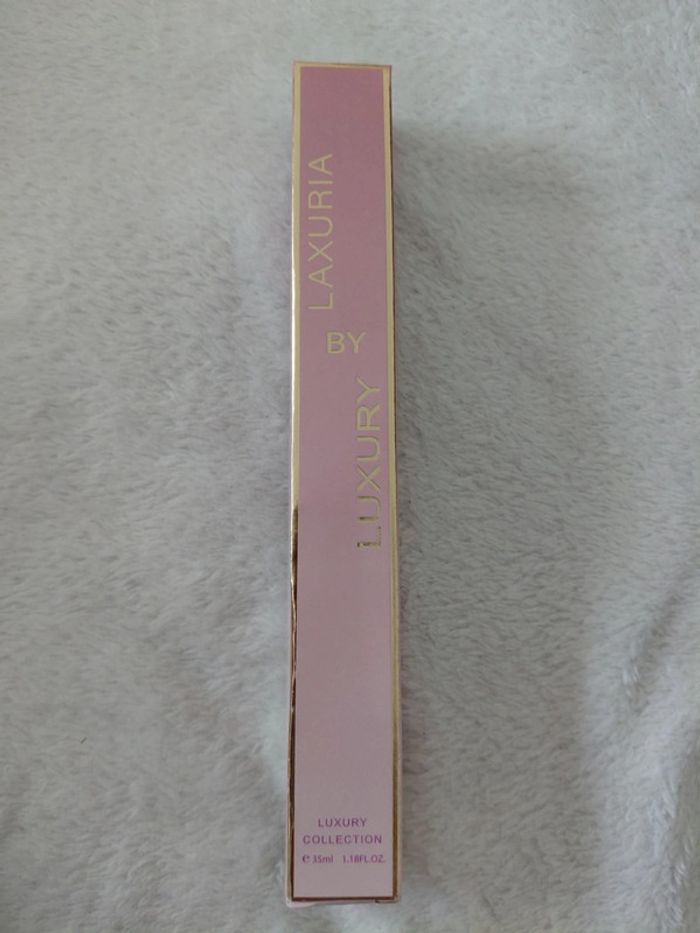 LAXURIA
BY
LUXURY
LUXURY
COLLECTION
℮ 35ml 1.18FL.OZ.